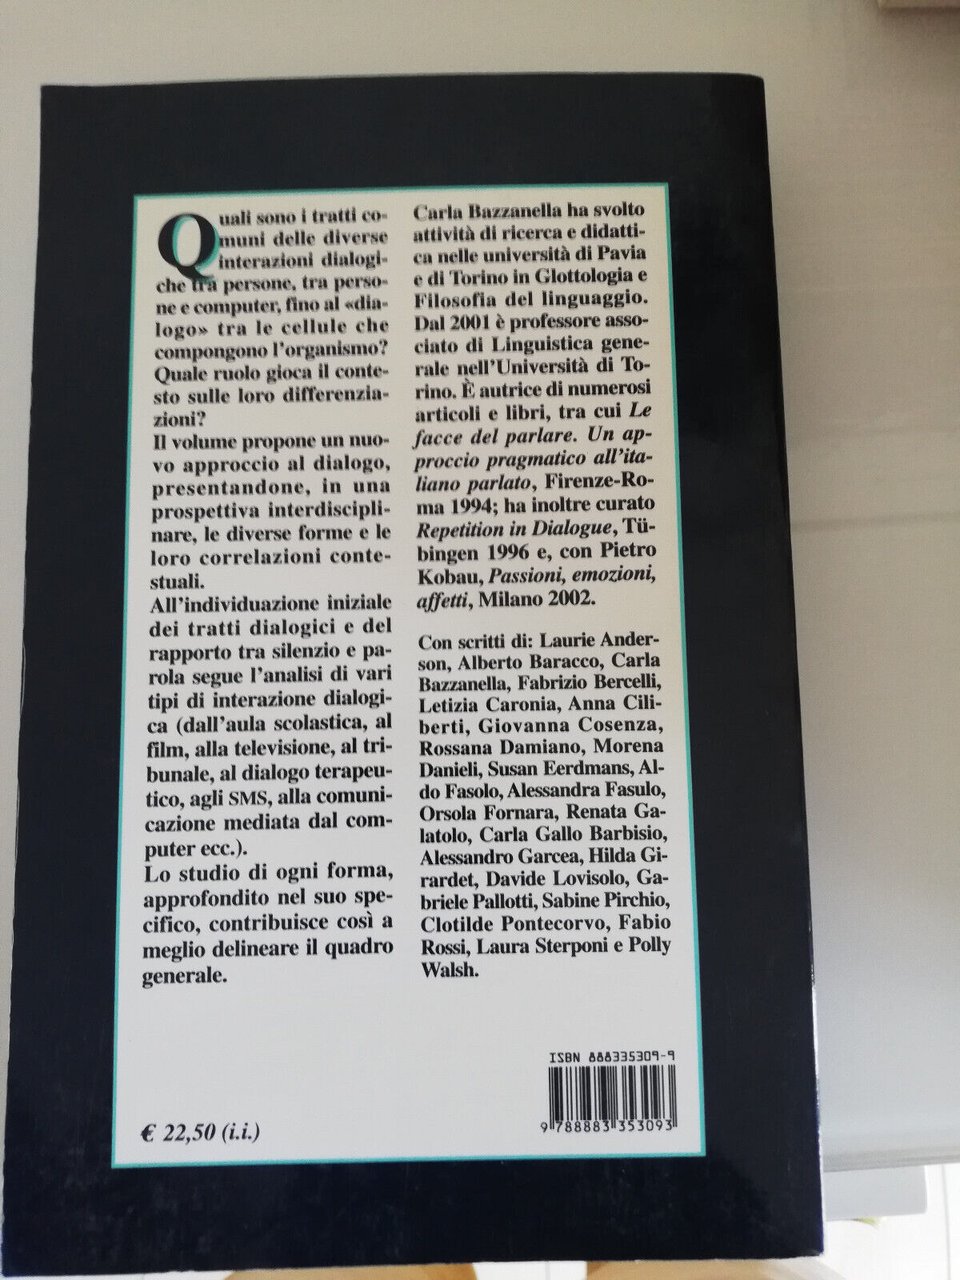 Quali sono i tratti co-
muni delle diverse
interazioni dialogi-
che tra persone, tra perso-
ne e computer, fino al «dia-
logo» tra le cellule che
compongono l'organismo?
Quale ruolo gioca il conte-
sto sulle loro differenzia-
zioni?
Il volume propone un nuo-
vo approccio al dialogo,
presentandone, in una
prospettiva interdiscipli-
nare, le diverse forme e le
loro correlazioni conte-
stuali.
All'individuazione iniziale
dei tratti dialogici e del
rapporto tra silenzio e pa-
rola segue l'analisi di vari
tipi di interazione dialogi-
ca (dall'aula scolastica, al
film, alla televisione, al tri-
bunale, al dialogo terapeu-
tico, agli SMS, alla comuni-
cazione mediata dal com-
puter ecc.).
Lo studio di ogni forma,
approfondito nel suo spe-
cifico, contribuisce così a
meglio delineare il quadro
generale.
€ 22,50 (i.i.)
Carla Bazzanella ha svolto
attività di ricerca e didatti-
ca nelle università di Pavia
e di Torino in Glottologia e
Filosofia del linguaggio.
Dal 2001 è professore asso-
ciato di Linguistica gene-
rale nell'Università di To-
rino. È autrice di numerosi
articoli e libri, tra cui Le
facce del parlare. Un ap-
proccio pragmatico all'ita-
liano parlato, Firenze-Ro-
ma 1994; ha inoltre curato
Repetition in Dialogue, Tü-
bingen 1996 e, con Pietro
Kobau, Passioni, emozioni,
affetti, Milano 2002.
Con scritti di: Laurie Ander-
son, Alberto Baracco, Carla
Bazzanella, Fabrizio Bercelli,
Letizia Caronia, Anna Cili-
berti, Giovanna Cosenza,
Rossana Damiano, Morena
Danieli, Susan Eerdmans, Al-
do Fasolo, Alessandra Fasulo,
Orsola Fornara, Renata Ga-
latolo, Carla Gallo Barbisio,
Alessandro Garcea, Hilda Gi-
rardet, Davide Lovisolo, Ga-
briele Pallotti, Sabine Pirchio,
Clotilde Pontecorvo, Fabio
Rossi, Laura Sterponi e Polly
Walsh.
ISBN 888335309-9
9 788883 353093